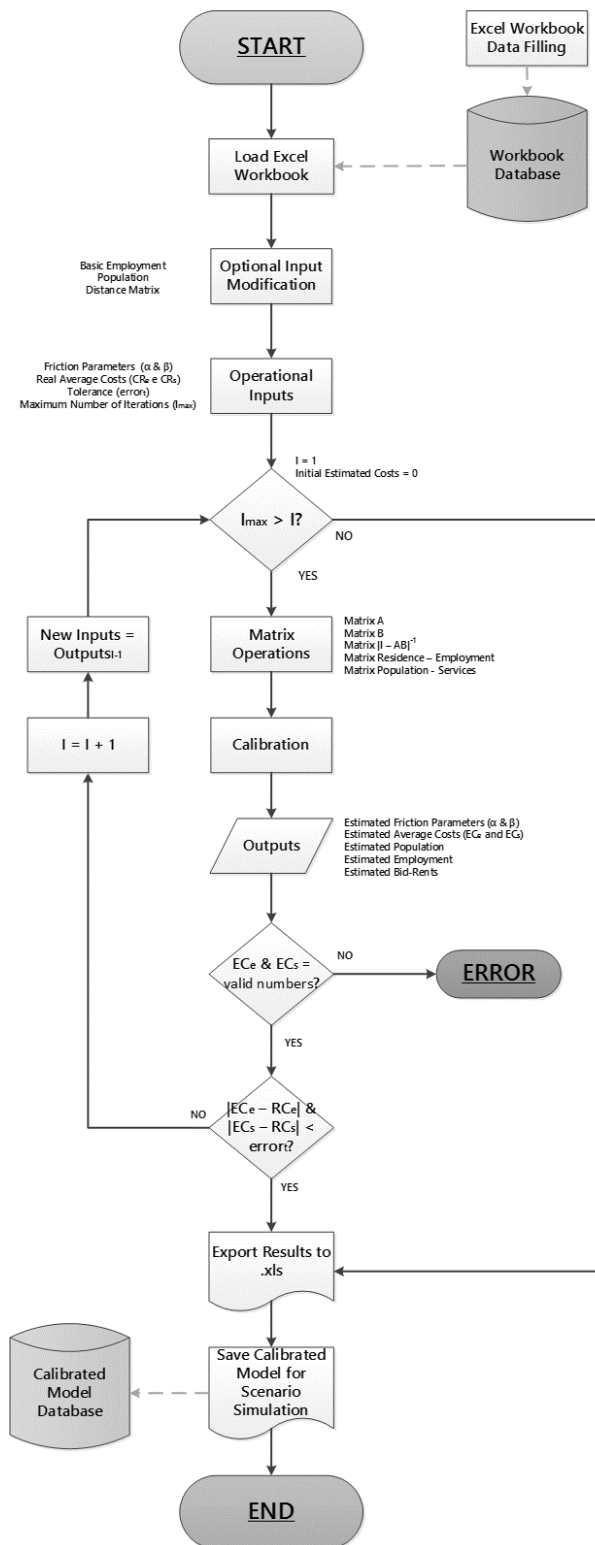 START
Excel Workbook
Data Filling
Load Excel
Workbook
Workbook
Database
Basic Employment
Population
Distance Matrix
Optional Input
Modification
Friction Parameters (α & β)
Real Average Costs (CRe e CRs)
Tolerance (errort)
Maximum Number of Iterations (Imax)
Operational
Inputs
I = 1
Initial Estimated Costs = 0
Imax > I?
NO
YES
New Inputs =
OutputsI-1
Matrix
Operations
Matrix A
Matrix B
Matrix |I – AB|-1
Matrix Residence – Employment
Matrix Population - Services
I = I + 1
Calibration
Outputs
Estimated Friction Parameters (α & β)
Estimated Average Costs (ECe and ECs)
Estimated Population
Estimated Employment
Estimated Bid-Rents
ECe & ECs =
valid numbers?
NO
ERROR
YES
|ECe – RCe| &
|ECs – RCs| <
errort?
NO
YES
Export Results to
.xls
Save Calibrated
Model for
Scenario
Simulation
Calibrated
Model
Database
END